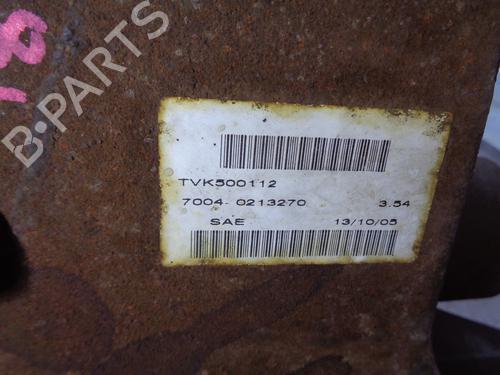 B-PARTS
TVK500112
7004- 0213270 3.54
SAE 13/10/05